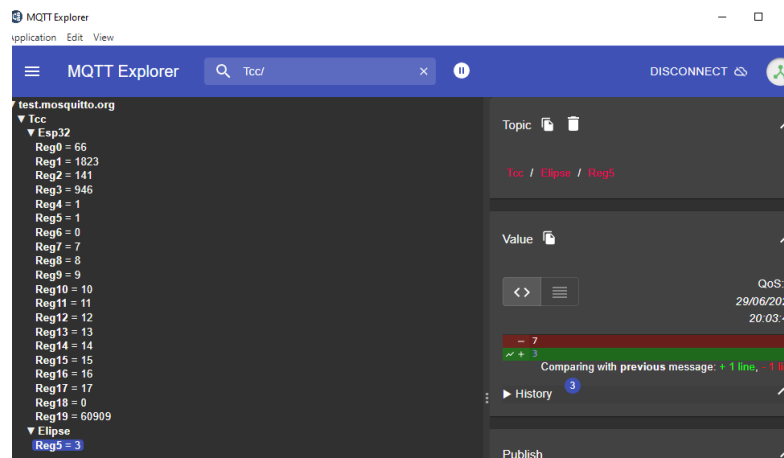 MQTT Explorer
Application Edit View
MQTT Explorer
Tcc/
DISCONNECT
test.mosquitto.org
Tcc
Esp32
Reg0 = 66
Reg1 = 1823
Reg2 = 141
Reg3 = 946
Reg4 = 1
Reg5 = 1
Reg6 = 0
Reg7 = 7
Reg8 = 8
Reg9 = 9
Reg10 = 10
Reg11 = 11
Reg12 = 12
Reg13 = 13
Reg14 = 14
Reg15 = 15
Reg16 = 16
Reg17 = 17
Reg18 = 0
Reg19 = 60909
Elipse
Reg5 = 3
Topic
Tcc / Elipse / Reg5
Value
QoS:
29/06/20
20:03:
- 7
+ 3
Comparing with previous message: + 1 line, - 1
History 3
Publish